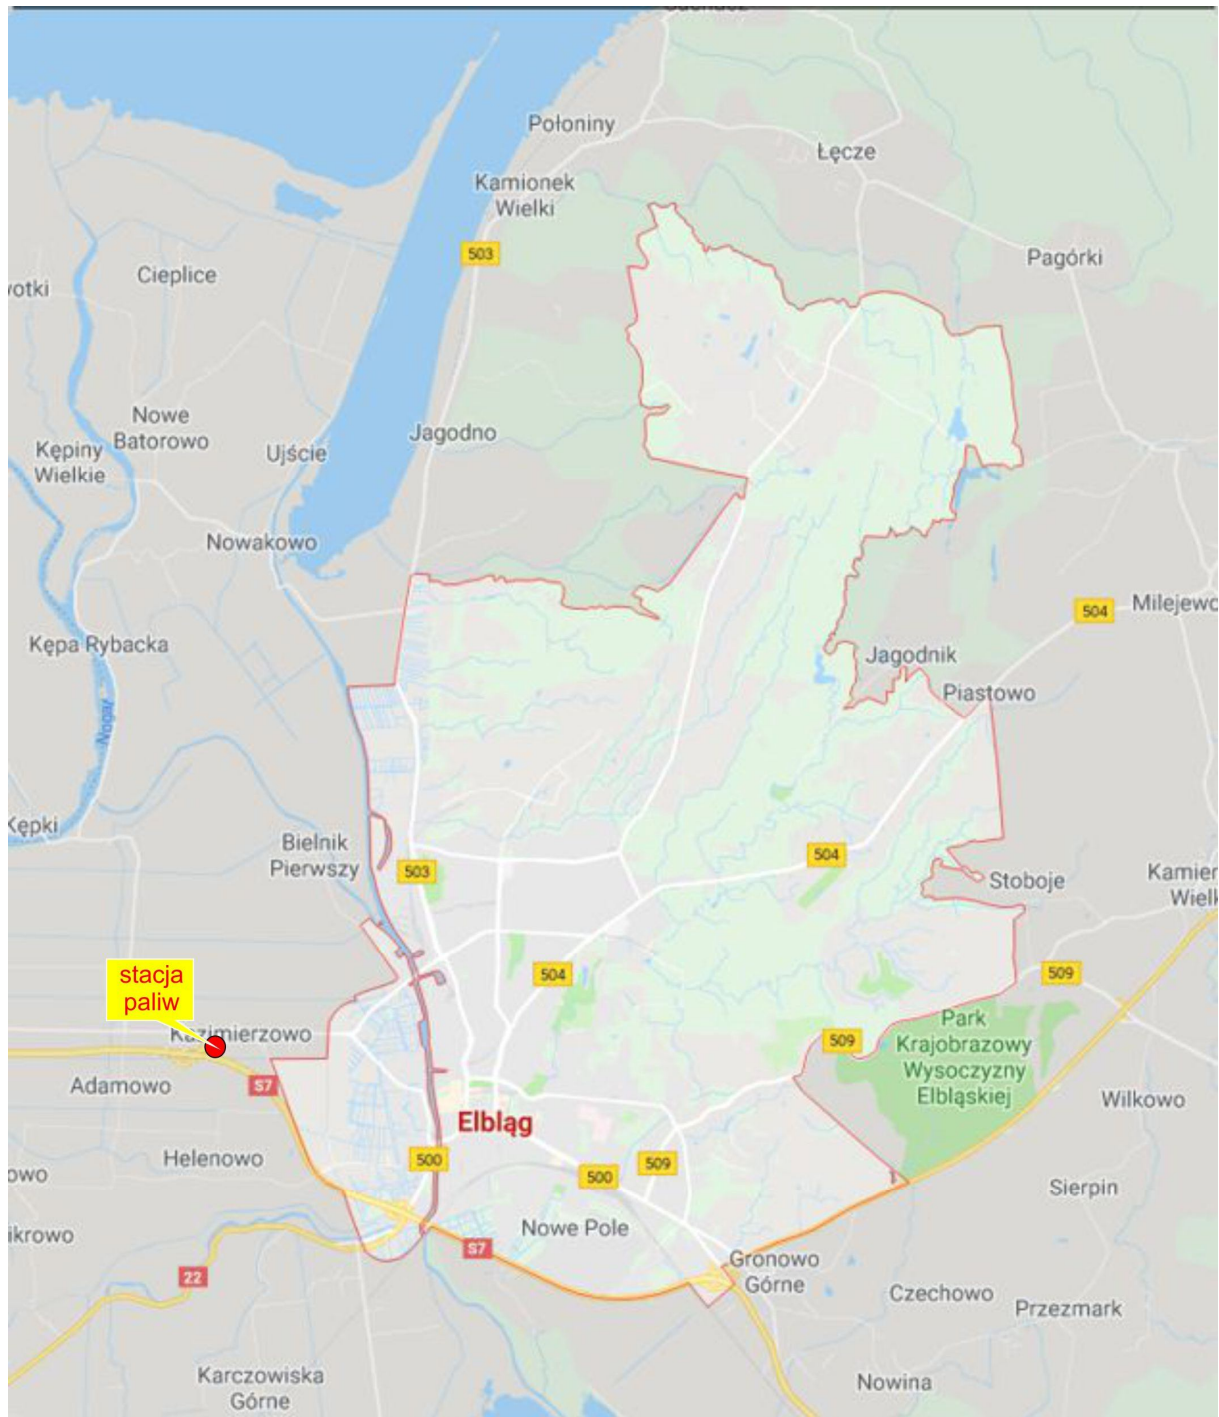 Połoniny
Łęcze
Kamionek
Wielki
503
Pagórki
Cieplice
Nowe
Batorowo
Jagodno
Kępiny
Wielkie
Ujście
Nowakowo
504
Milejewo
Kępa Rybacka
Jagodnik
Piastowo
Nogat
Kępki
Bielnik
Pierwszy
503
504
Stoboje
504
509
stacja
paliw
Kazimierzowo
509
Park
Krajobrazowy
Wysoczyzny
Elbląskiej
Adamowo
S7
Wilkowo
Elbląg
Helenowo
500
500
509
Sierpin
Nowe Pole
S7
Gronowo
Górne
22
Czechowo
Przezmark
Karczowiska
Górne
Nowina